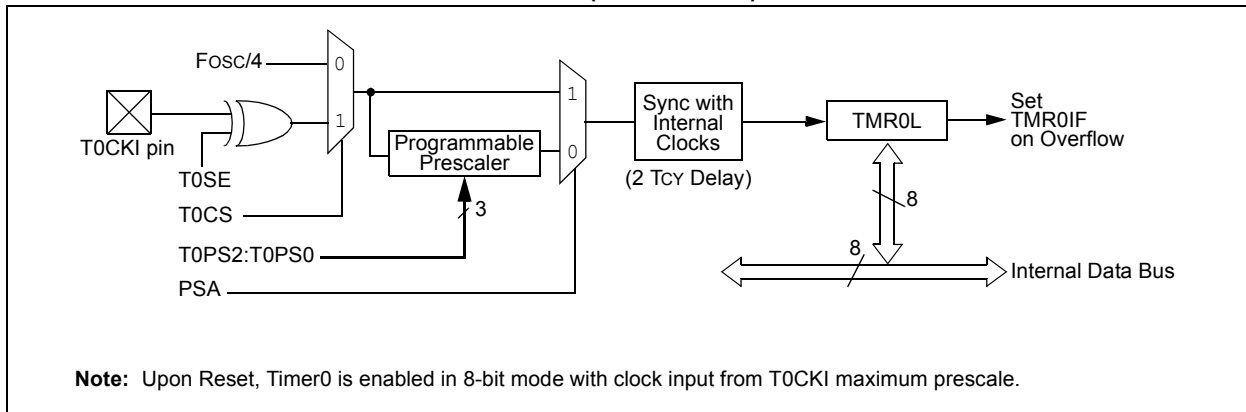 FOSC/4
0
1
T0CKI pin
T0SE
T0CS
T0PS2:T0PS0
PSA
Programmable
Prescaler
3
1
0
Sync with
Internal
Clocks
(2 TCY Delay)
TMR0L
Set
TMR0IF
on Overflow
8
8
Internal Data Bus
Note: Upon Reset, Timer0 is enabled in 8-bit mode with clock input from T0CKI maximum prescale.